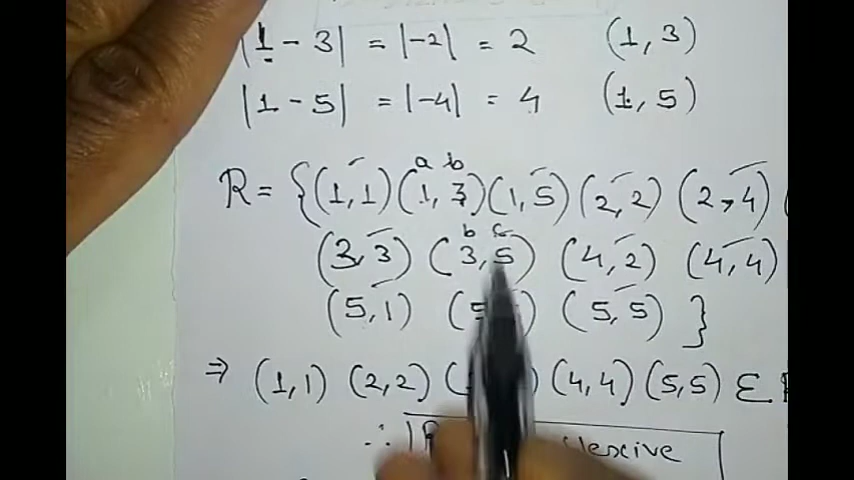 |1 - 3| = |-2| = 2 (1, 3)
|1 - 5| = |-4| = 4 (1, 5)
a b
R = {(1, 1) (1, 3) (1, 5) (2, 2) (2, 4) (
b c
(3, 3) (3, 5) (4, 2) (4, 4)
(5, 1) (5 ) (5, 5) }
⇒ (1, 1) (2, 2) ( ) (4, 4) (5, 5) ∈
∴ R